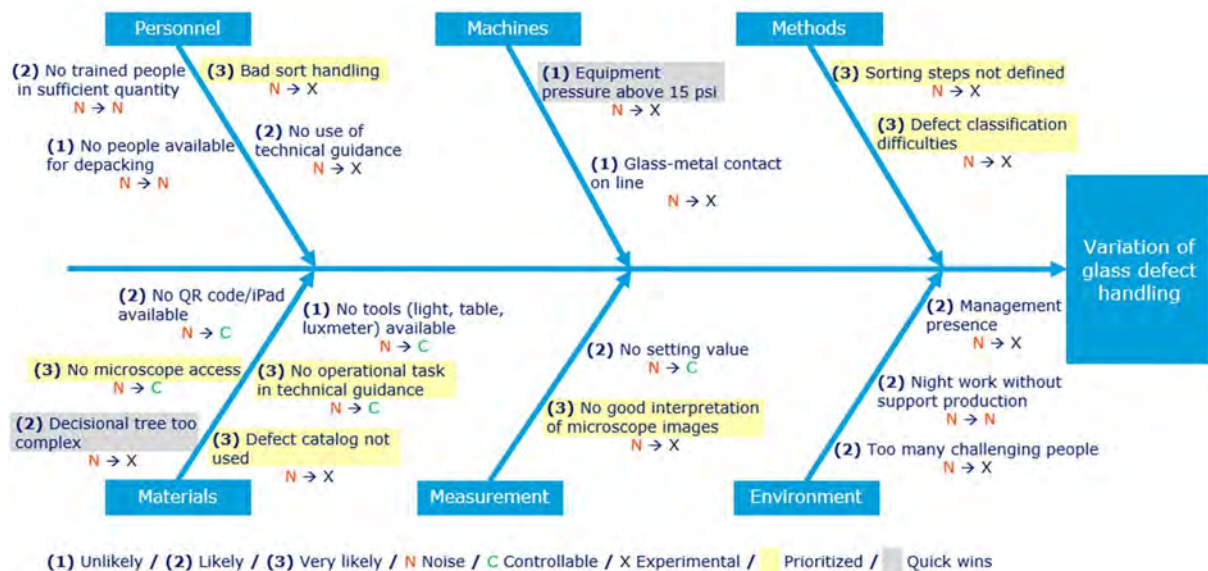 Personnel
Machines
Methods
(2) No trained people
in sufficient quantity
N → N
(3) Bad sort handling
N → X
(1) No people available
for depacking
N → N
(2) No use of
technical guidance
N → X
(1) Equipment
pressure above 15 psi
N → X
(1) Glass-metal contact
on line
N → X
(3) Sorting steps not defined
N → X
(3) Defect classification
difficulties
N → X
Variation of
glass defect
handling
(2) No QR code/iPad
available
N → C
(1) No tools (light, table,
luxmeter) available
N → C
(3) No microscope access
N → C
(3) No operational task
in technical guidance
N → C
(2) Decisional tree too
complex
N → X
(3) Defect catalog not
used
N → X
(2) No setting value
N → C
(3) No good interpretation
of microscope images
N → X
(2) Management
presence
N → X
(2) Night work without
support production
N → N
(2) Too many challenging people
N → X
Materials
Measurement
Environment
(1) Unlikely / (2) Likely / (3) Very likely / N Noise / C Controllable / X Experimental / Prioritized / Quick wins